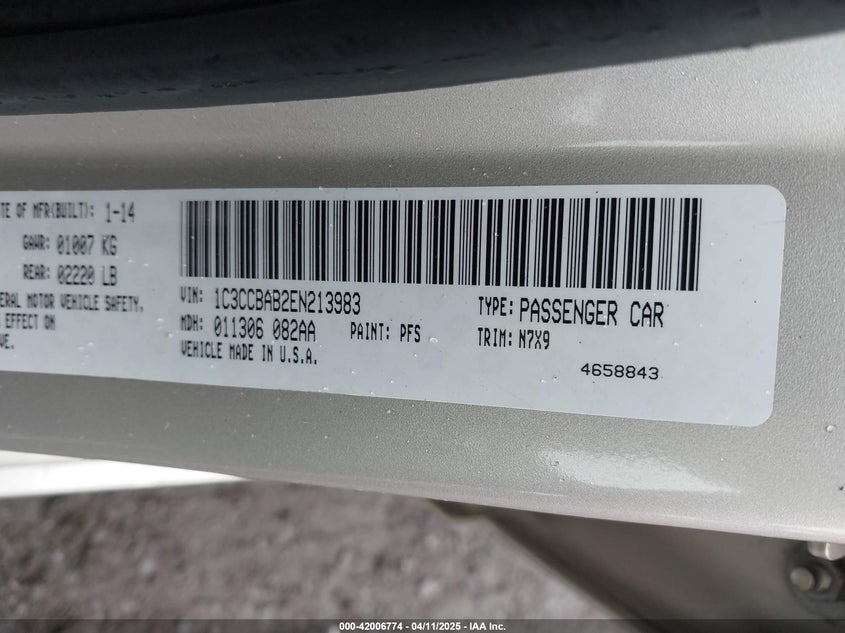 TE OF MFR(BUILT): 1-14
GAWR: 01007 KG
REAR: 02220 LB
ERAL MOTOR VEHICLE SAFETY,
S EFFECT ON
VE.
VIN: 1C3CCBAB2EN213983 TYPE: PASSENGER CAR
MDH: 011306 082AA PAINT: PFS TRIM: N7X9
VEHICLE MADE IN U.S.A.
4658843
000-42006774 - 04/11/2025 - IAA Inc.